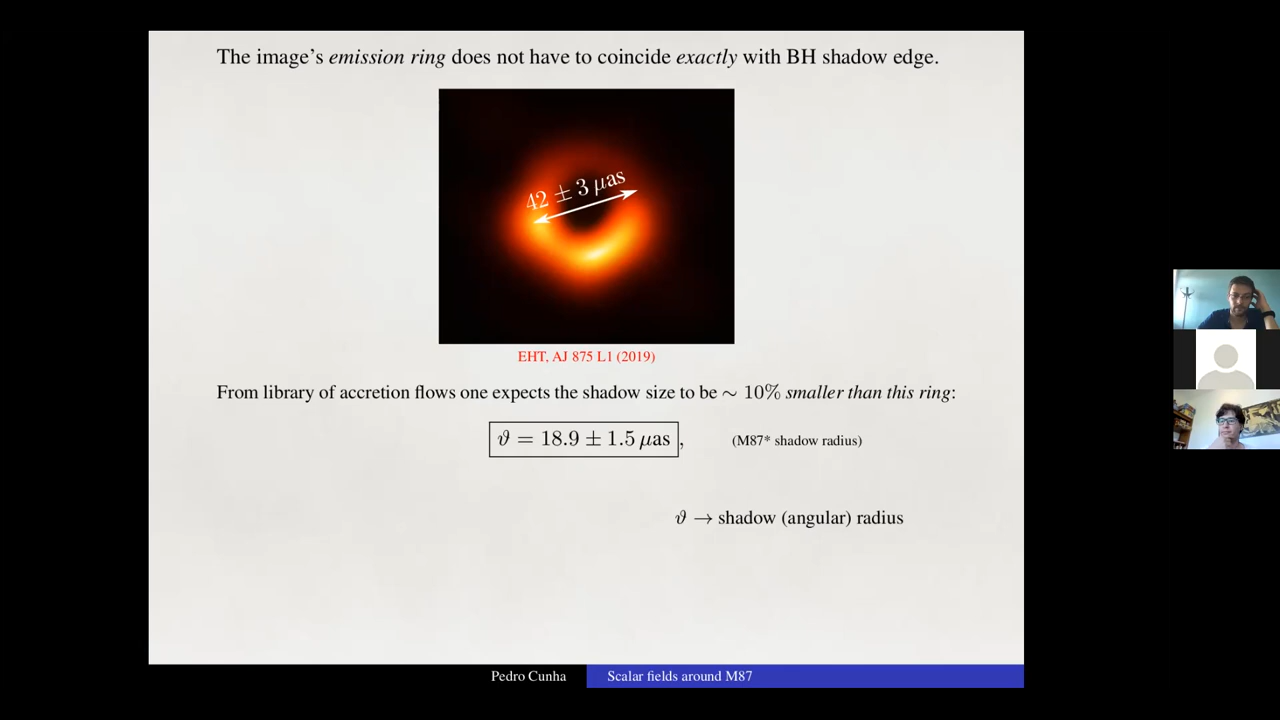 The image's emission ring does not have to coincide exactly with BH shadow edge.
42 ± 3 μas
EHT, AJ 875 L1 (2019)
From library of accretion flows one expects the shadow size to be ∼ 10% smaller than this ring:
ϑ = 18.9 ± 1.5 μas, (M87* shadow radius)
ϑ → shadow (angular) radius
Pedro Cunha Scalar fields around M87